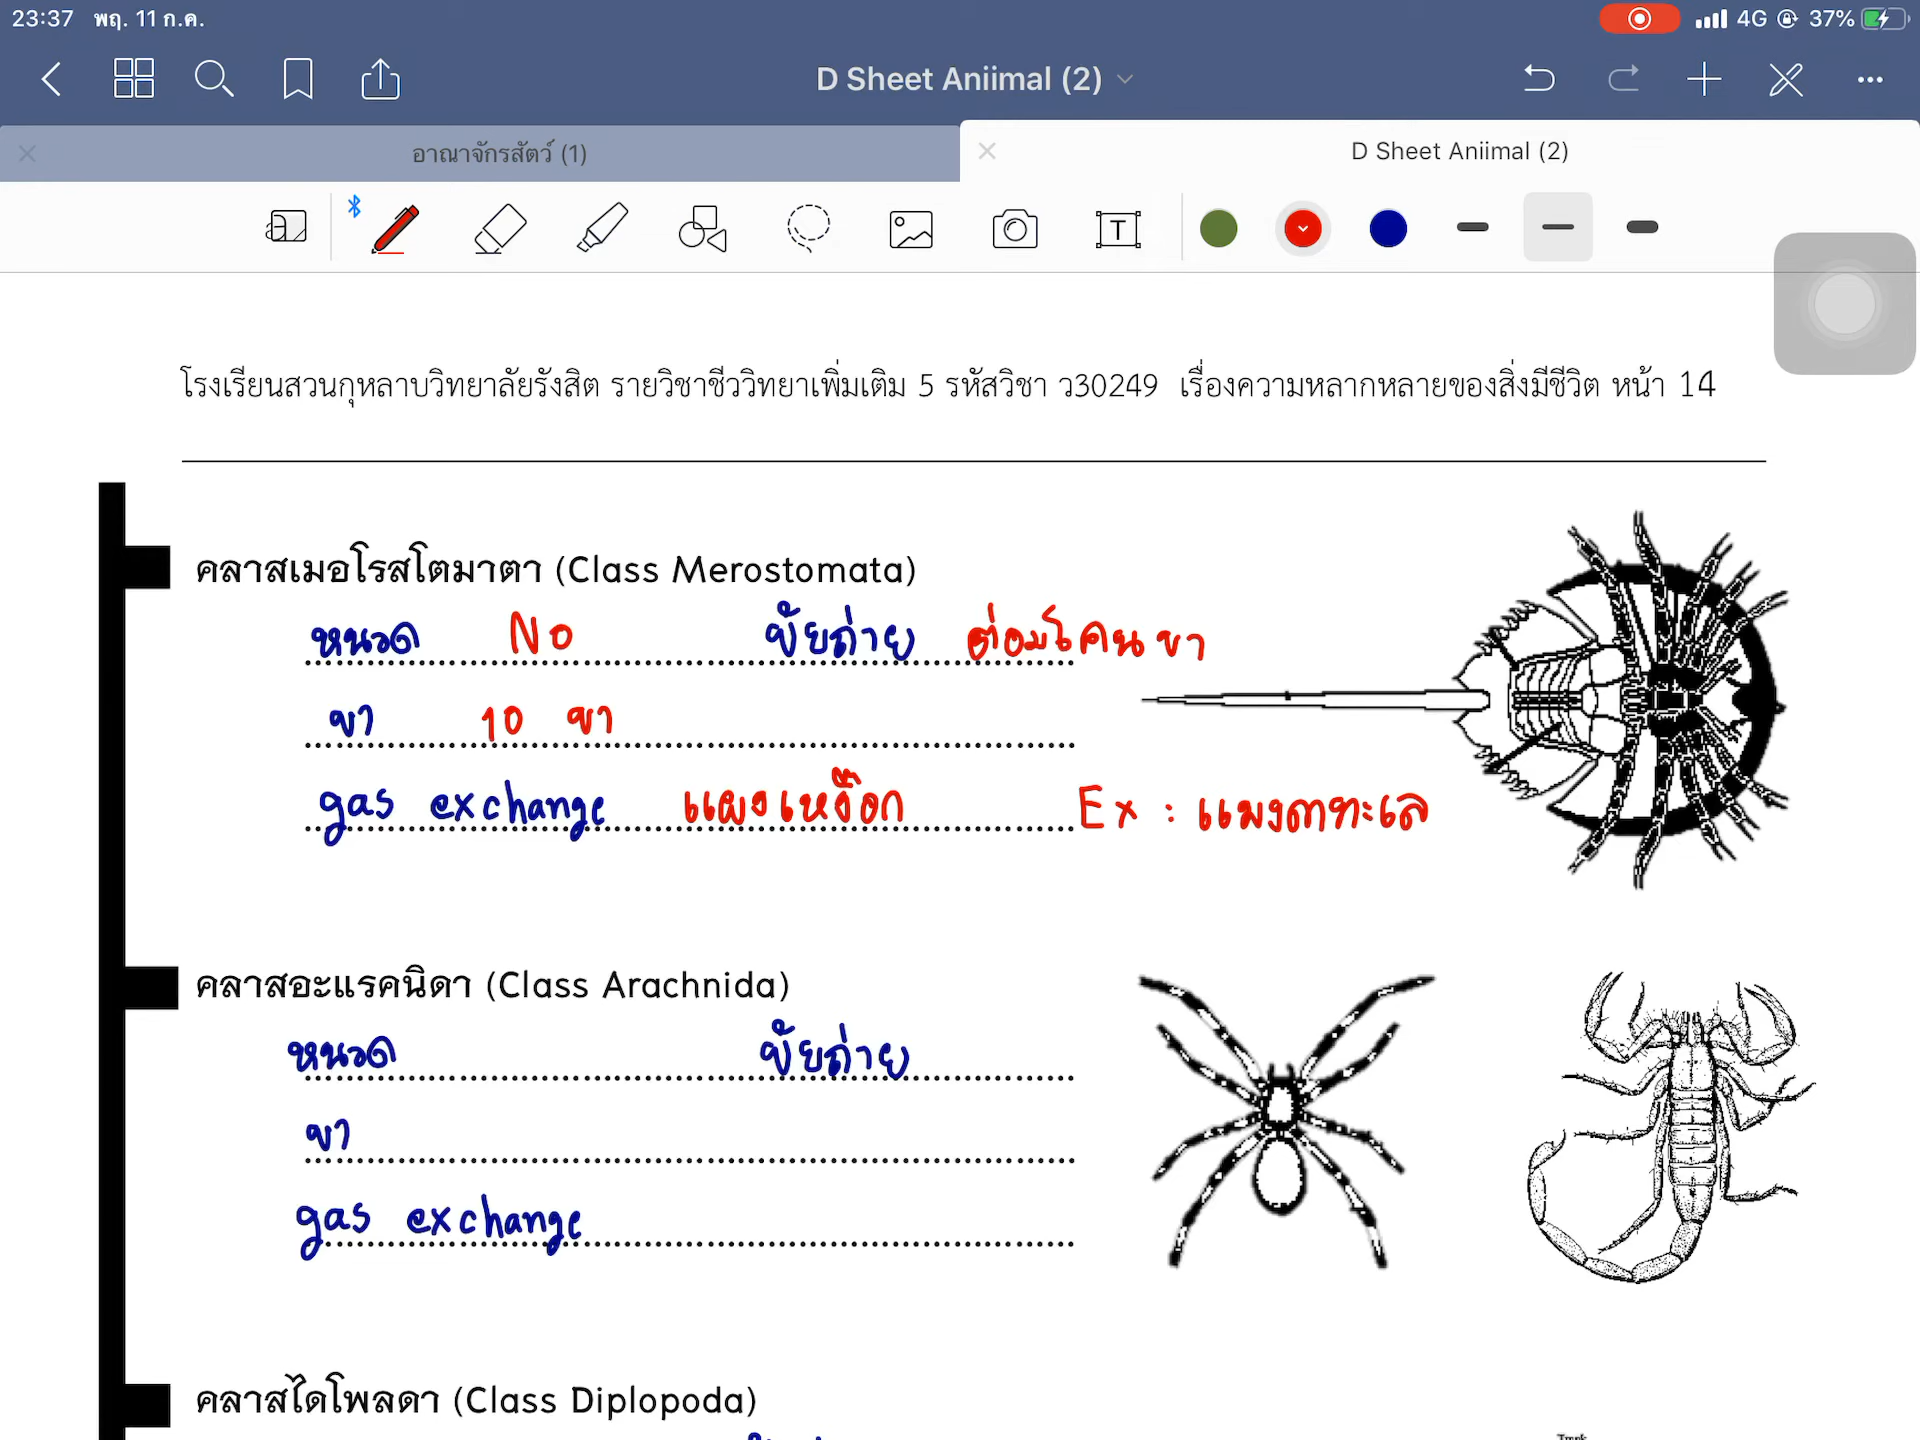 23:37 พฤ. 11 ก.ค.
4G 37%
D Sheet Aniimal (2)
อาณาจักรสัตว์ (1)
D Sheet Aniimal (2)
T
โรงเรียนสวนกุหลาบวิทยาลัยรังสิต รายวิชาชีววิทยาเพิ่มเติม 5 รหัสวิชา ว30249 เรื่องความหลากหลายของสิ่งมีชีวิต หน้า 14
คลาสเมอโรสโตมาตา (Class Merostomata)
หนวด No ขับถ่าย ต่อมโคนขา
ขา 10 ขา
gas exchange แผงเหงือก Ex : แมงดาทะเล
คลาสอะแรคนิดา (Class Arachnida)
หนวด ขับถ่าย
ขา
gas exchange
คลาสไดโพลดา (Class Diplopoda)